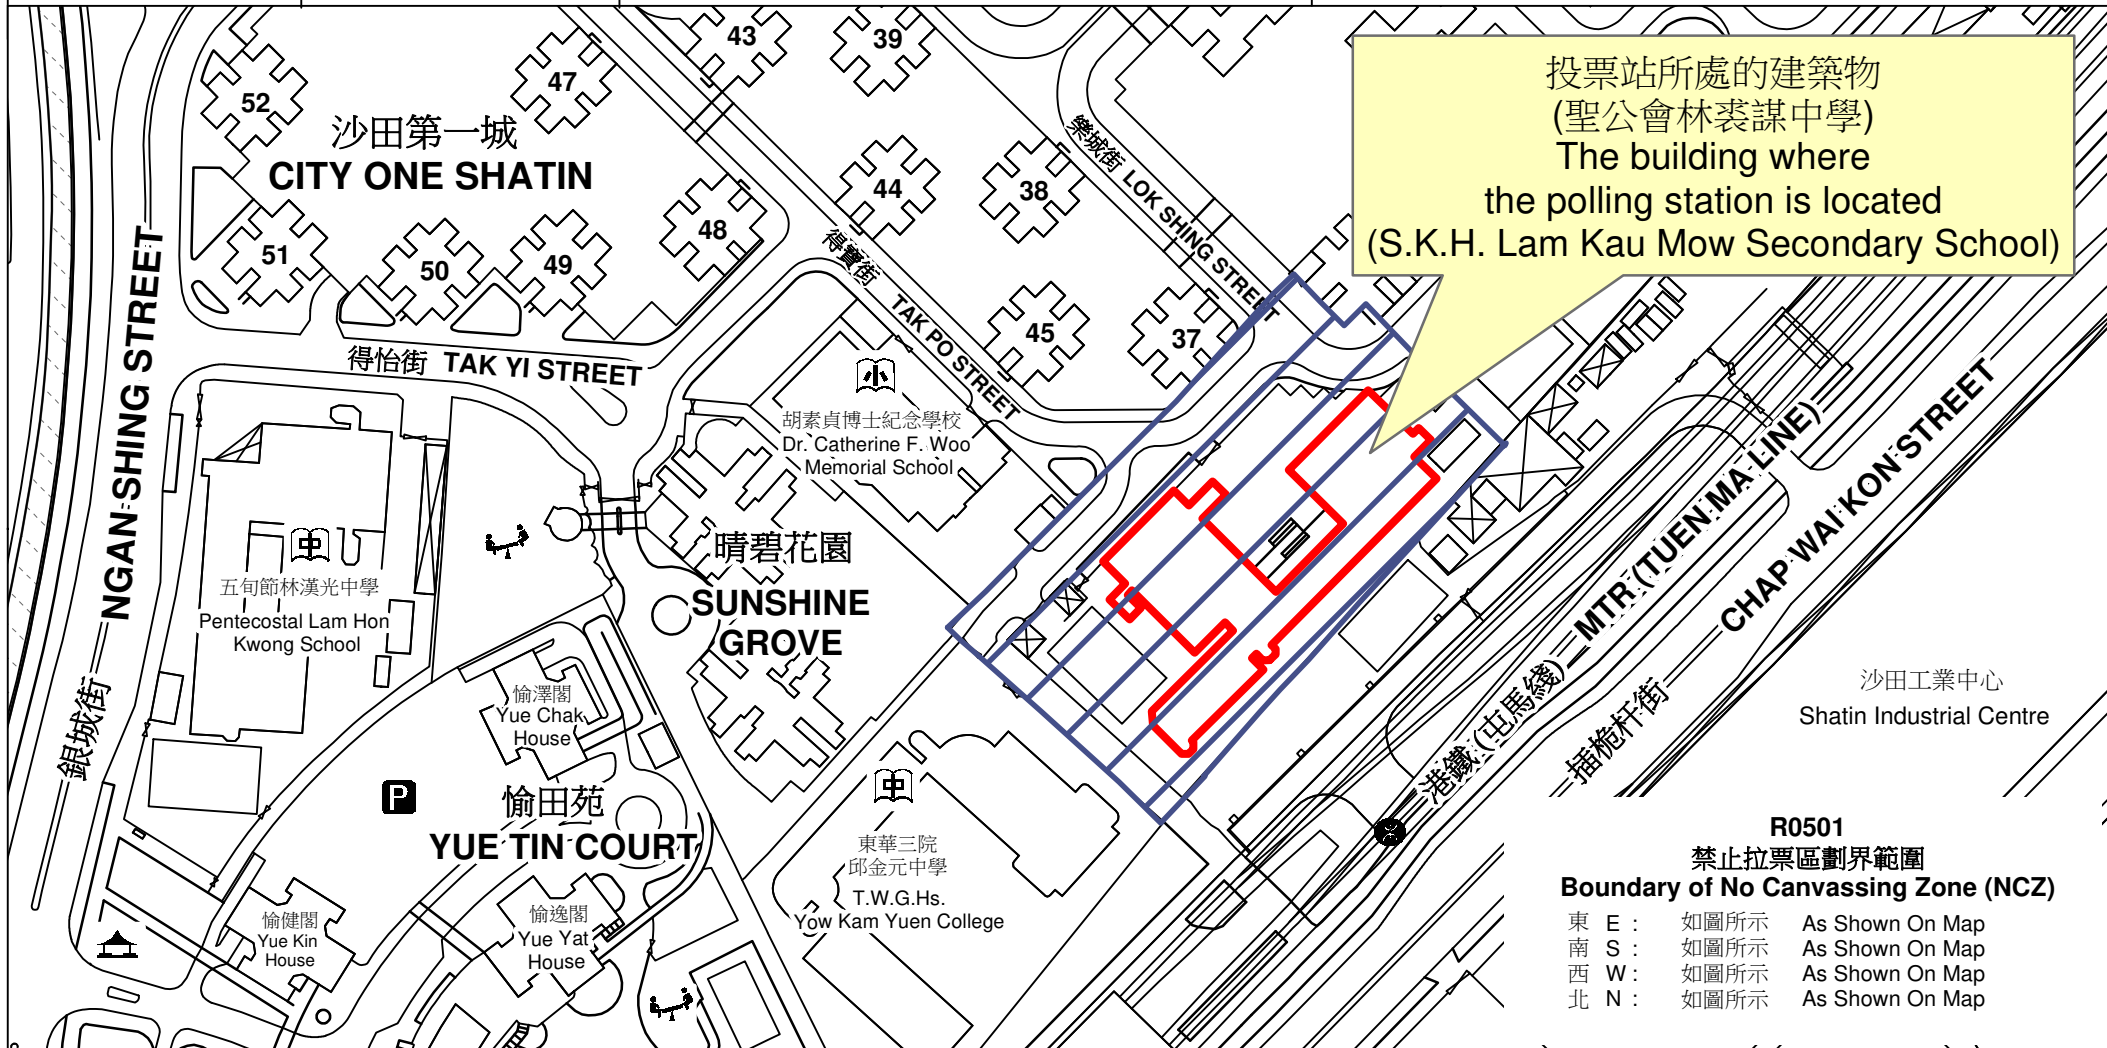 43
39
47
52
沙田第一城
CITY ONE SHATIN
44
38
48
51
50
49
45
37
樂城街 LOK SHING STREET
得寶街 TAK PO STREET
得怡街 TAK YI STREET
NGAN SHING STREET
銀城街
投票站所處的建築物
(聖公會林裘謀中學)
The building where
the polling station is located
(S.K.H. Lam Kau Mow Secondary School)
小
胡素貞博士紀念學校
Dr. Catherine F. Woo
Memorial School
中
五旬節林漢光中學
Pentecostal Lam Hon
Kwong School
晴碧花園
SUNSHINE
GROVE
愉澤閣
Yue Chak
House
P
愉田苑
YUE TIN COURT
愉健閣
Yue Kin
House
愉逸閣
Yue Yat
House
中
東華三院
邱金元中學
T.W.G.Hs.
Yow Kam Yuen College
港鐵 (屯馬綫) MTR (TUEN MA LINE)
插桅杆街 CHAP WAI KON STREET
沙田工業中心
Shatin Industrial Centre
R0501
禁止拉票區劃界範圍
Boundary of No Canvassing Zone (NCZ)
東 E : 如圖所示 As Shown On Map
南 S : 如圖所示 As Shown On Map
西 W : 如圖所示 As Shown On Map
北 N : 如圖所示 As Shown On Map